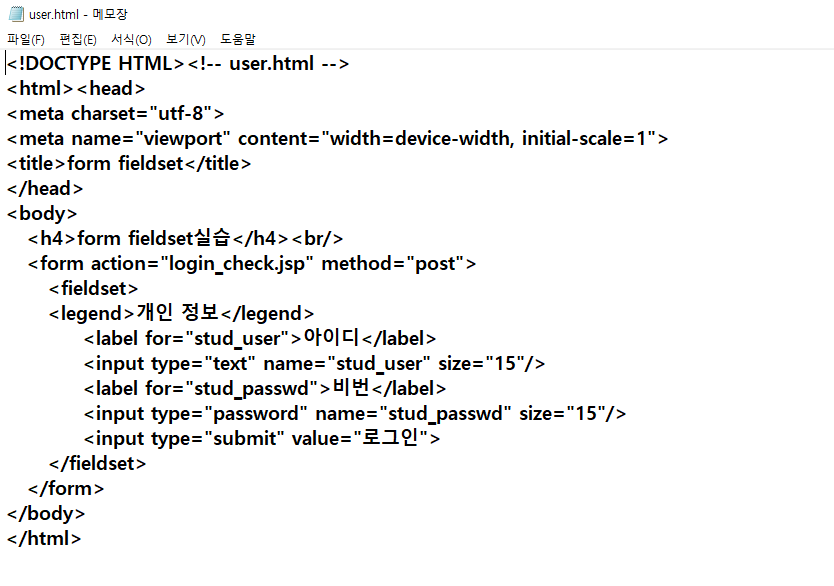 user.html - 메모장
파일(F) 편집(E) 서식(O) 보기(V) 도움말
<!DOCTYPE HTML><!-- user.html -->
<html><head>
<meta charset="utf-8">
<meta name="viewport" content="width=device-width, initial-scale=1">
<title>form fieldset</title>
</head>
<body>
<h4>form fieldset실습</h4><br/>
<form action="login_check.jsp" method="post">
<fieldset>
<legend>개인 정보</legend>
<label for="stud_user">아이디</label>
<input type="text" name="stud_user" size="15"/>
<label for="stud_passwd">비번</label>
<input type="password" name="stud_passwd" size="15"/>
<input type="submit" value="로그인">
</fieldset>
</form>
</body>
</html>